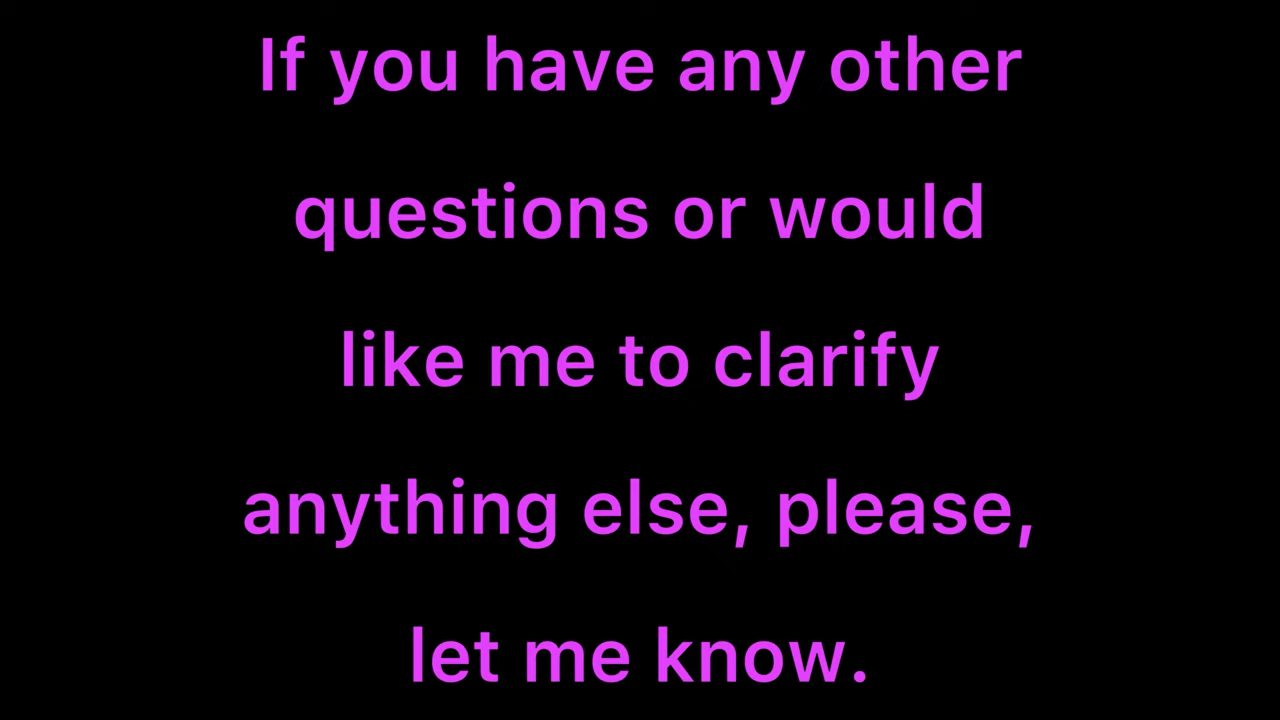 If you have any other
questions or would
like me to clarify
anything else, please,
let me know.